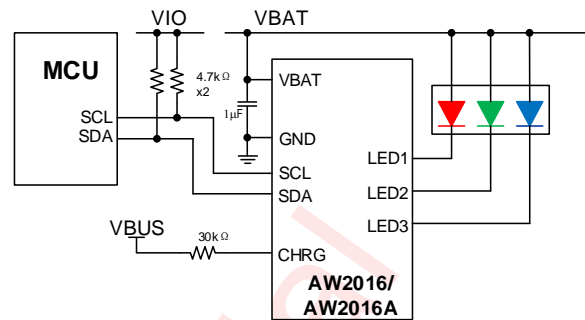 VIO
VBAT
MCU
4.7kΩ
x2
VBAT
1µF
SCL
SDA
GND
SCL
SDA
LED1
LED2
LED3
VBUS
30kΩ
CHRG
AW2016/
AW2016A